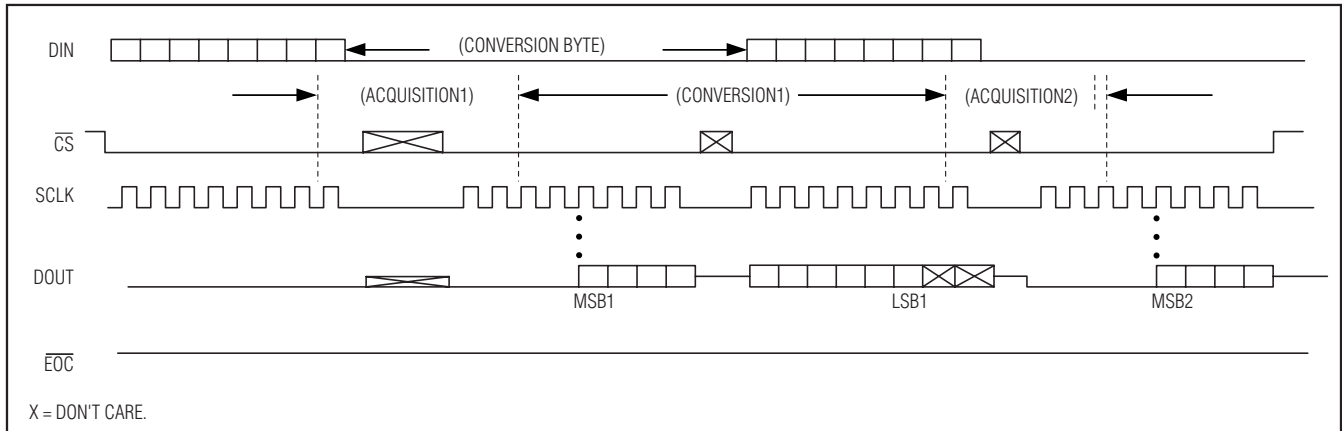 DIN
(CONVERSION BYTE)
(ACQUISITION1)
(CONVERSION1)
(ACQUISITION2)
CS
SCLK
DOUT
MSB1
LSB1
MSB2
EOC
X = DON'T CARE.